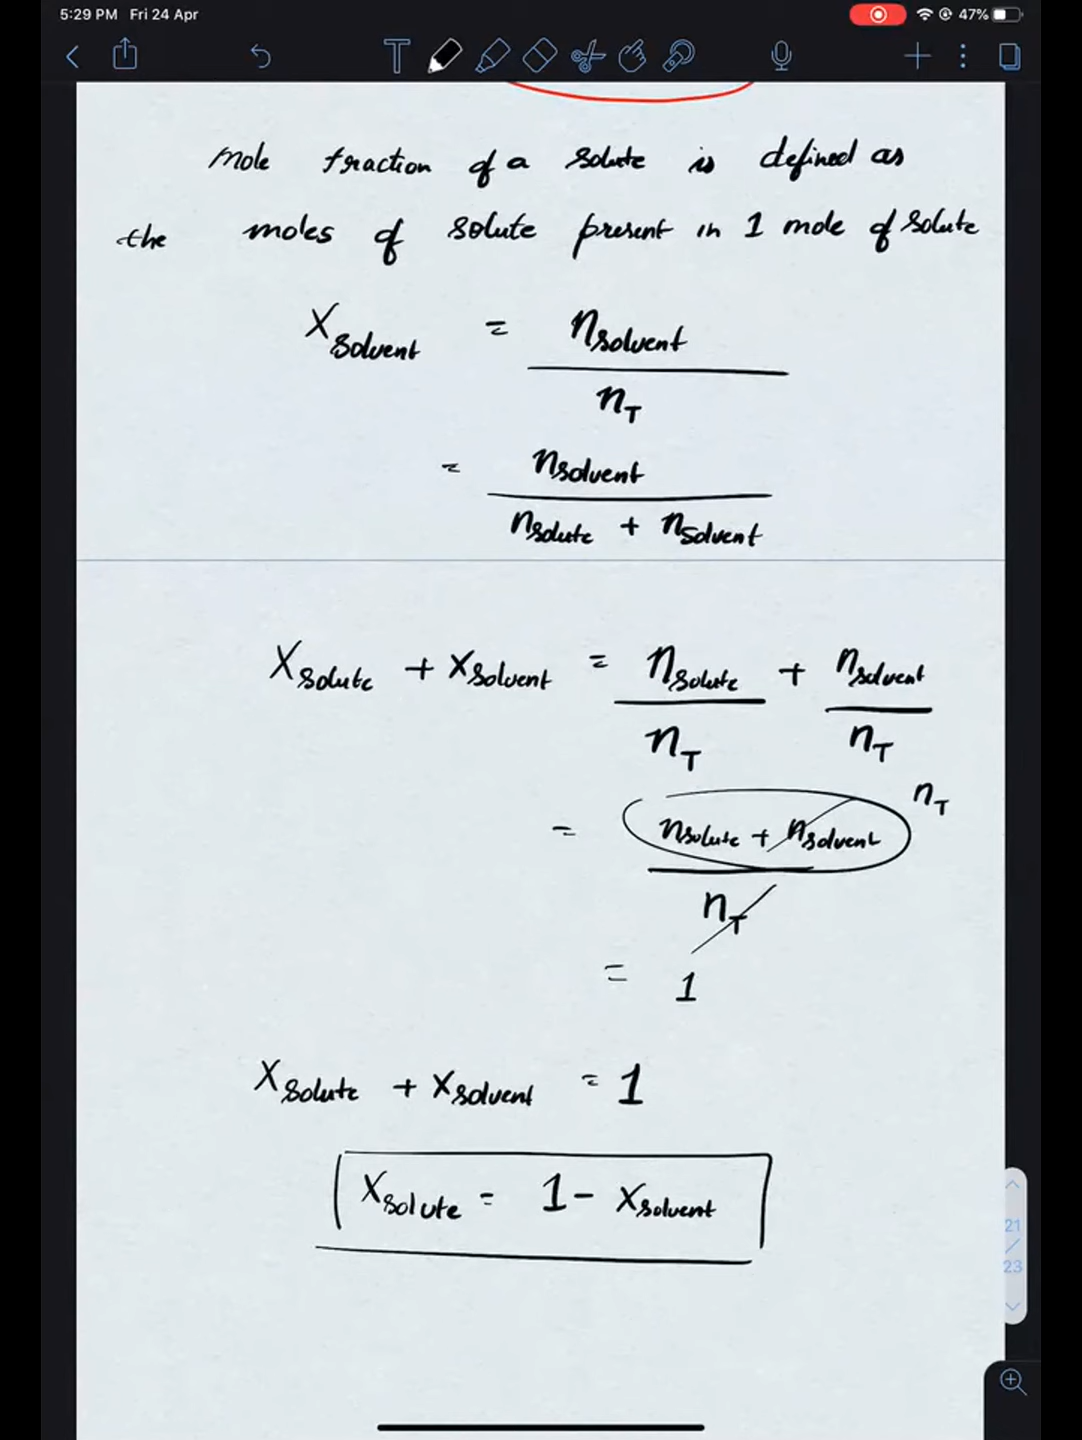 5:29 PM Fri 24 Apr 47%
T
mole fraction of a solute is defined as
the moles of solute present in 1 mole of solute
X solvent = n solvent / n T
= n solvent / n solute + n solvent
X solute + X solvent = n solute / n T + n solvent / n T
= n solute + n solvent / n T n T
= 1
X solute + X solvent = 1
X solute = 1 - X solvent
21 / 23